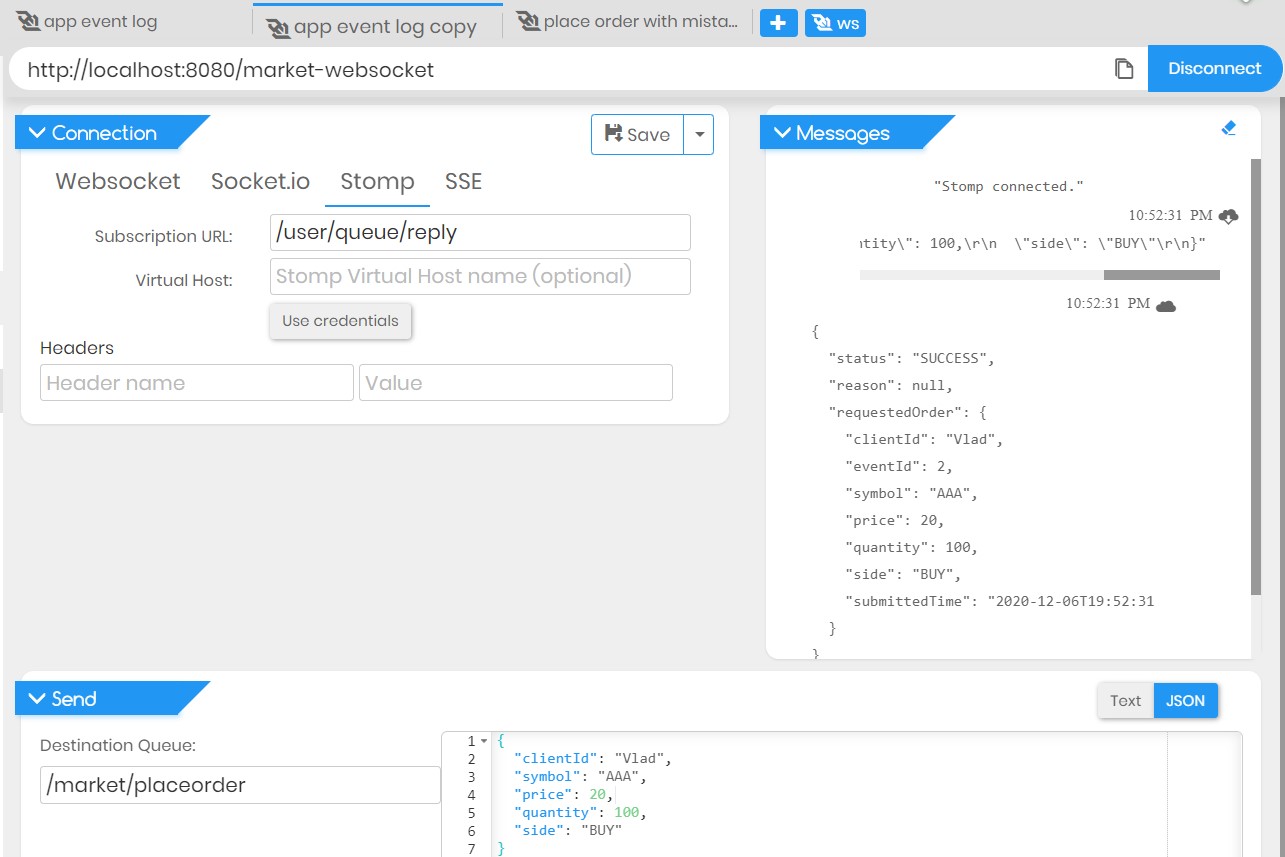 app event log
app event log copy
place order with mista...
ws
http://localhost:8080/market-websocket
Disconnect
Connection
Save
Websocket
Socket.io
Stomp
SSE
Subscription URL:
/user/queue/reply
Virtual Host:
Stomp Virtual Host name (optional)
Use credentials
Headers
Header name
Value
Messages
"Stomp connected."
10:52:31 PM
ntity\": 100,\r\n  \"side\": \"BUY\"\r\n}"
10:52:31 PM
{
"status": "SUCCESS",
"reason": null,
"requestedOrder": {
"clientId": "Vlad",
"eventId": 2,
"symbol": "AAA",
"price": 20,
"quantity": 100,
"side": "BUY",
"submittedTime": "2020-12-06T19:52:31
}
}
Send
Text
JSON
Destination Queue:
/market/placeorder
1 {
2 "clientId": "Vlad",
3 "symbol": "AAA",
4 "price": 20,
5 "quantity": 100,
6 "side": "BUY"
7 }